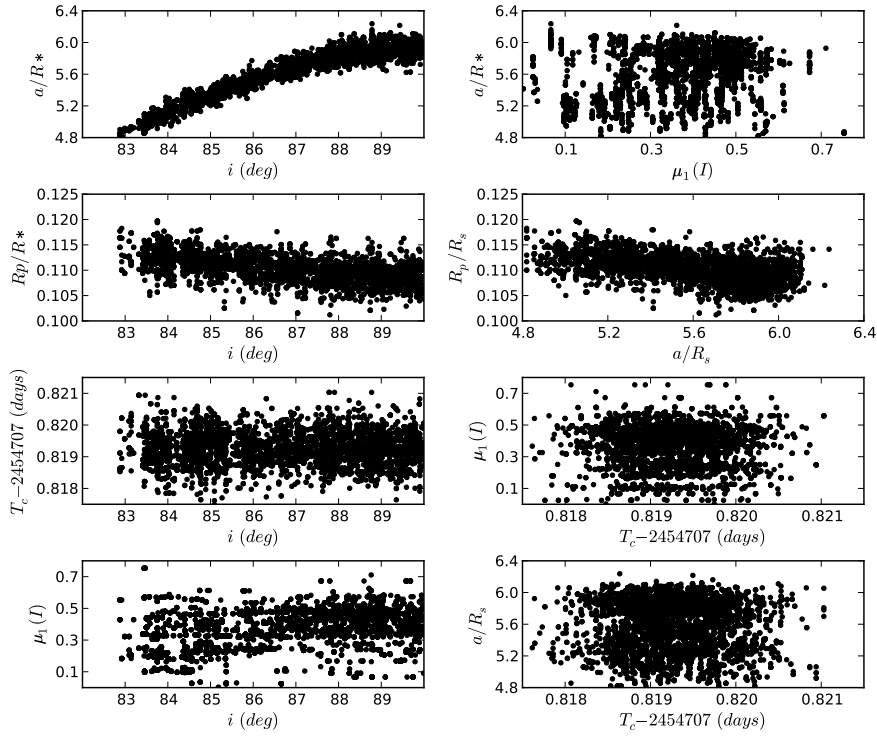 6.4 6.0 5.6 5.2 4.8
a/R∗
83 84 85 86 87 88 89
i (deg)
6.4 6.0 5.6 5.2 4.8
a/R∗
0.1 0.3 0.5 0.7
μ₁(I)
0.125 0.120 0.115 0.110 0.105 0.100
Rp/R∗
83 84 85 86 87 88 89
i (deg)
0.125 0.120 0.115 0.110 0.105 0.100
Rₚ/Rₛ
4.8 5.2 5.6 6.0 6.4
a/Rₛ
0.821 0.820 0.819 0.818
T_c−2454707 (days)
83 84 85 86 87 88 89
i (deg)
0.7 0.5 0.3 0.1
μ₁(I)
0.818 0.819 0.820 0.821
T_c−2454707 (days)
0.7 0.5 0.3 0.1
μ₁(I)
83 84 85 86 87 88 89
i (deg)
6.4 6.0 5.6 5.2 4.8
a/Rₛ
0.818 0.819 0.820 0.821
T_c−2454707 (days)